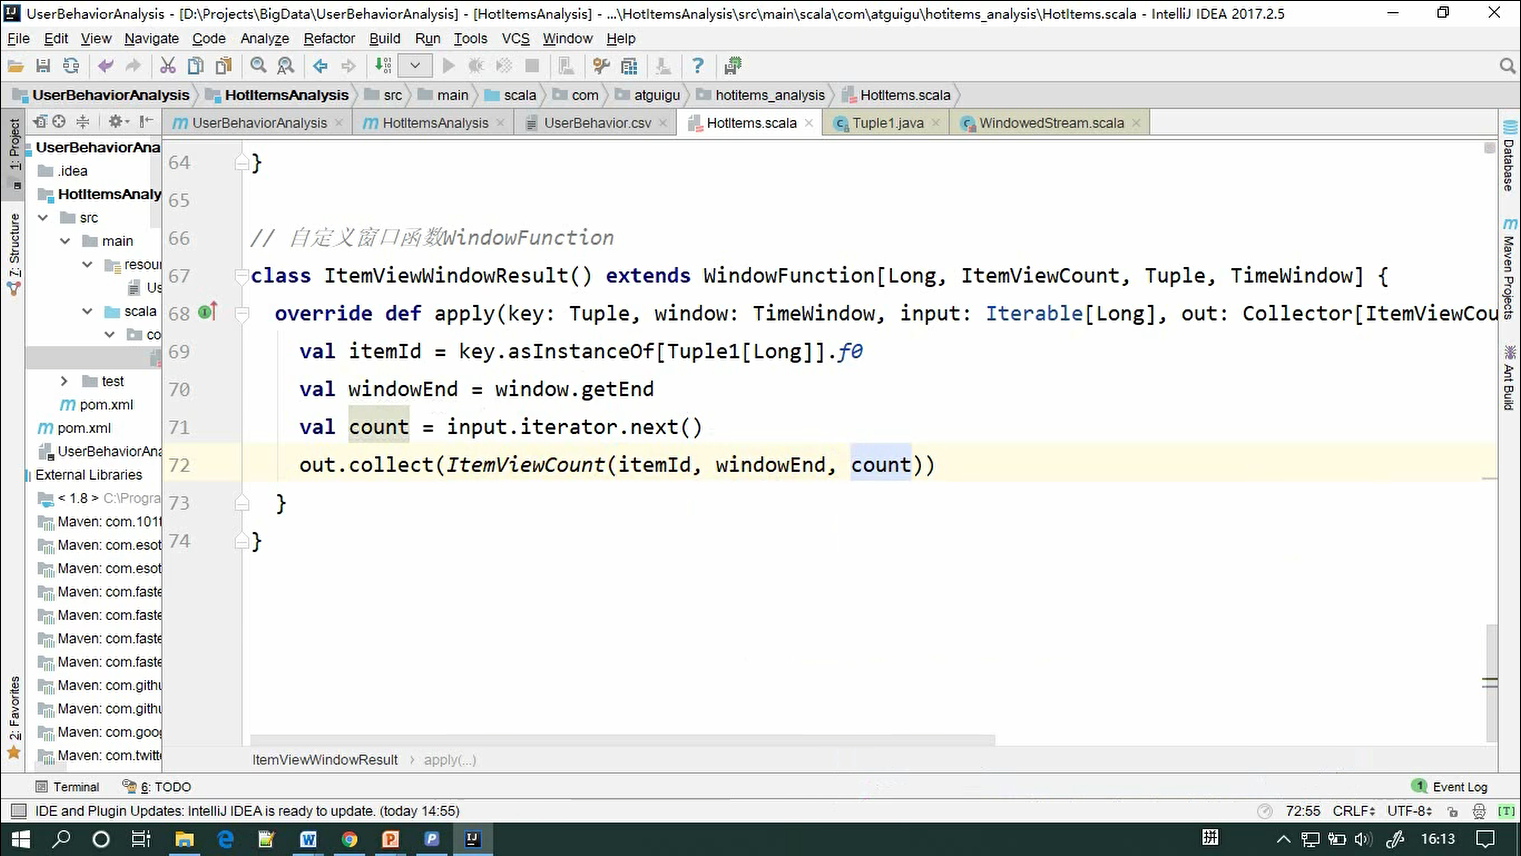 UserBehaviorAnalysis - [D:\Projects\BigData\UserBehaviorAnalysis] - [HotItemsAnalysis] - ...\HotItemsAnalysis\src\main\scala\com\atguigu\hotitems_analysis\HotItems.scala - IntelliJ IDEA 2017.2.5
File Edit View Navigate Code Analyze Refactor Build Run Tools VCS Window Help
UserBehaviorAnalysis HotItemsAnalysis src main scala com atguigu hotitems_analysis HotItems.scala
UserBehaviorAnalysis HotItemsAnalysis UserBehavior.csv HotItems.scala Tuple1.java WindowedStream.scala
1: Project
7: Structure
2: Favorites
UserBehaviorAna
.idea
HotItemsAnaly
src
main
resou
Us
scala
co
test
pom.xml
pom.xml
UserBehaviorAna
External Libraries
< 1.8 > C:\Progra
Maven: com.101t
Maven: com.esot
Maven: com.esot
Maven: com.faste
Maven: com.faste
Maven: com.faste
Maven: com.faste
Maven: com.githu
Maven: com.githu
Maven: com.goog
Maven: com.twitte
64 }
65
66 // 自定义窗口函数WindowFunction
67 class ItemViewWindowResult() extends WindowFunction[Long, ItemViewCount, Tuple, TimeWindow] {
68 override def apply(key: Tuple, window: TimeWindow, input: Iterable[Long], out: Collector[ItemViewCou
69 val itemId = key.asInstanceOf[Tuple1[Long]].f0
70 val windowEnd = window.getEnd
71 val count = input.iterator.next()
72 out.collect(ItemViewCount(itemId, windowEnd, count))
73 }
74 }
ItemViewWindowResult apply(...)
Database
Maven Projects
Ant Build
Terminal 6: TODO 1 Event Log
IDE and Plugin Updates: IntelliJ IDEA is ready to update. (today 14:55) 72:55 CRLF UTF-8 [T]
拼 16:13